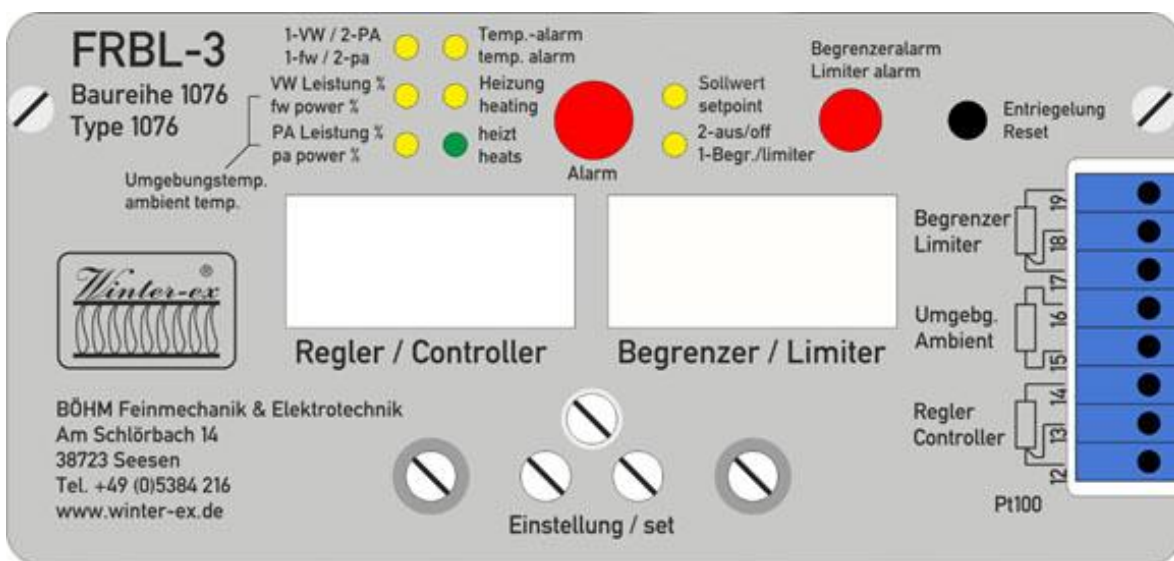 FRBL-3
Baureihe 1076
Type 1076
1-VW / 2-PA
1-fw / 2-pa
VW Leistung %
fw power %
PA Leistung %
pa power %
Umgebungstemp.
ambient temp.
Temp.-alarm
temp. alarm
Heizung
heating
heizt
heats
Alarm
Sollwert
setpoint
2-aus/off
1-Begr./limiter
Begrenzeralarm
Limiter alarm
Entriegelung
Reset
Winter-ex®
Regler / Controller
Begrenzer / Limiter
Begrenzer
Limiter
19
18
17
Umgebg.
Ambient
16
15
Regler
Controller
14
13
12
Pt100
BÖHM Feinmechanik & Elektrotechnik
Am Schlörbach 14
38723 Seesen
Tel. +49 (0)5384 216
www.winter-ex.de
Einstellung / set